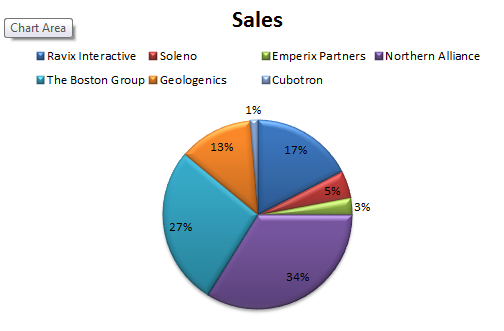 Sales
Chart Area
Ravix Interactive Soleno Emperix Partners Northern Alliance
The Boston Group Geologenics Cubotron
1%
13% 17%
5%
3%
27%
34%